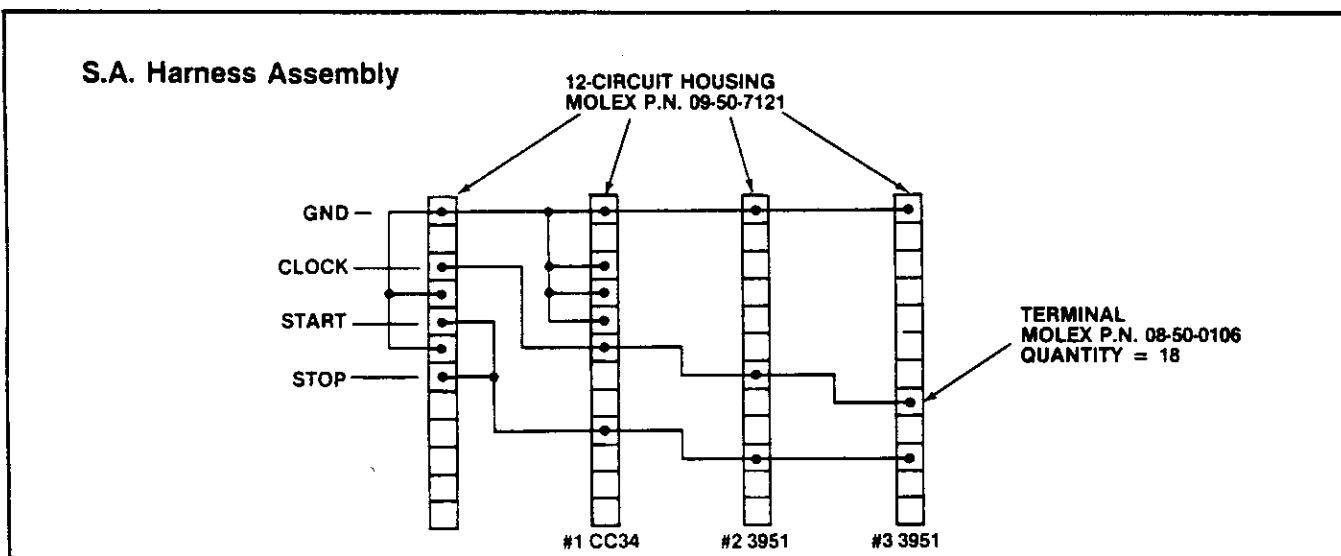 S.A. Harness Assembly
12-CIRCUIT HOUSING
MOLEX P.N. 09-50-7121
GND
CLOCK
START
STOP
TERMINAL
MOLEX P.N. 08-50-0106
QUANTITY = 18
#1 CC34
#2 3951
#3 3951